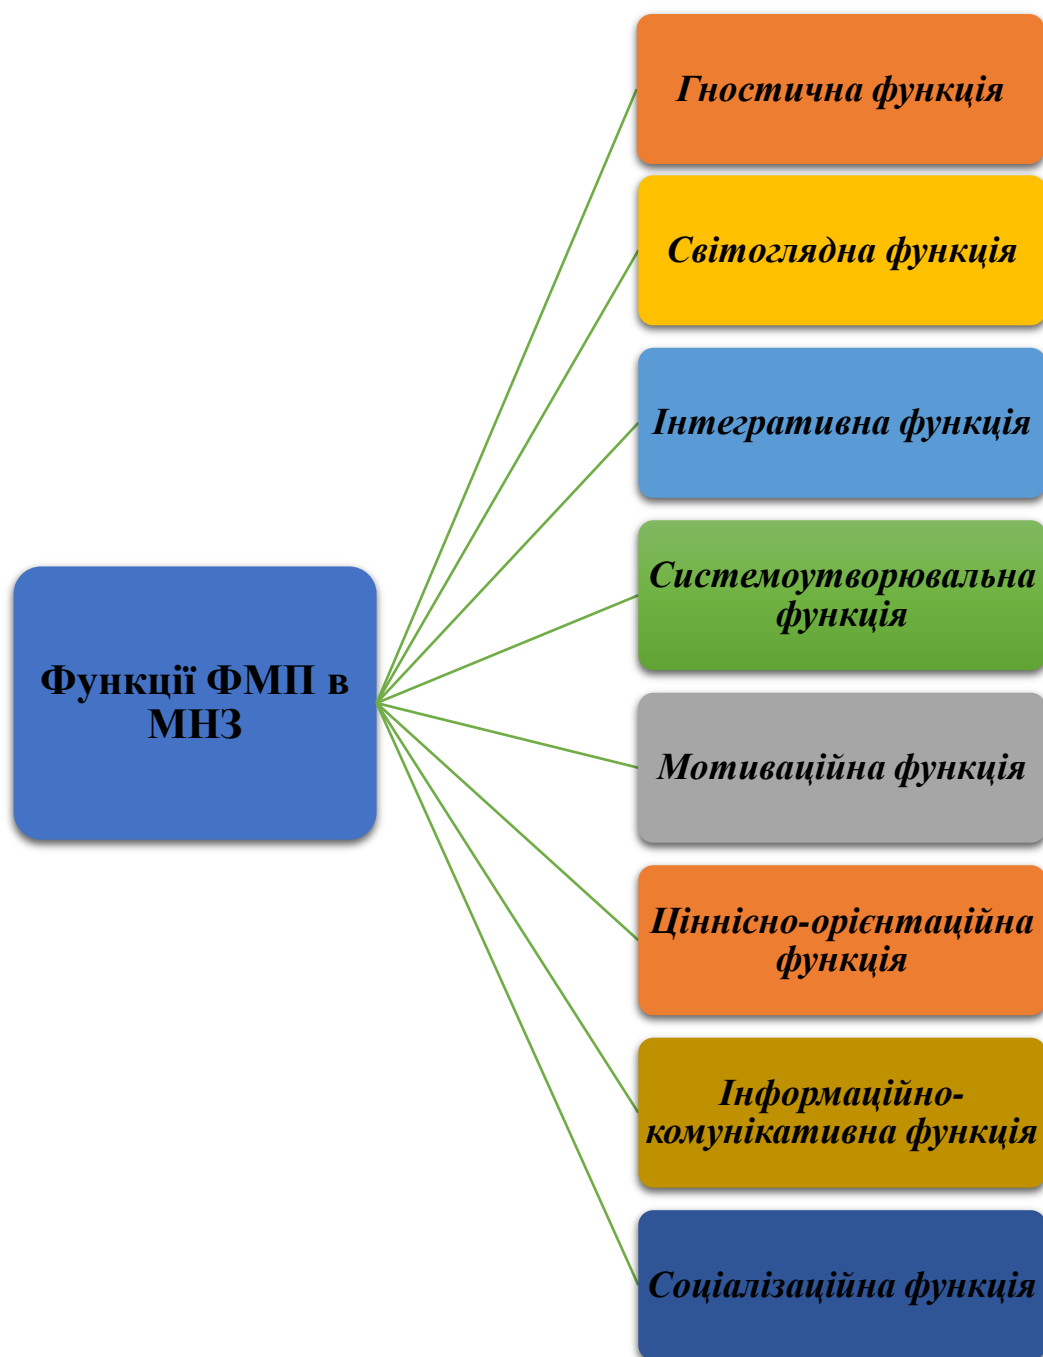 Гностична функція
Світоглядна функція
Інтегративна функція
Системоутворювальна
функція
Функції ФМП в
МНЗ
Мотиваційна функція
Ціннісно-орієнтаційна
функція
Інформаційно-
комунікативна функція
Соціалізаційна функція